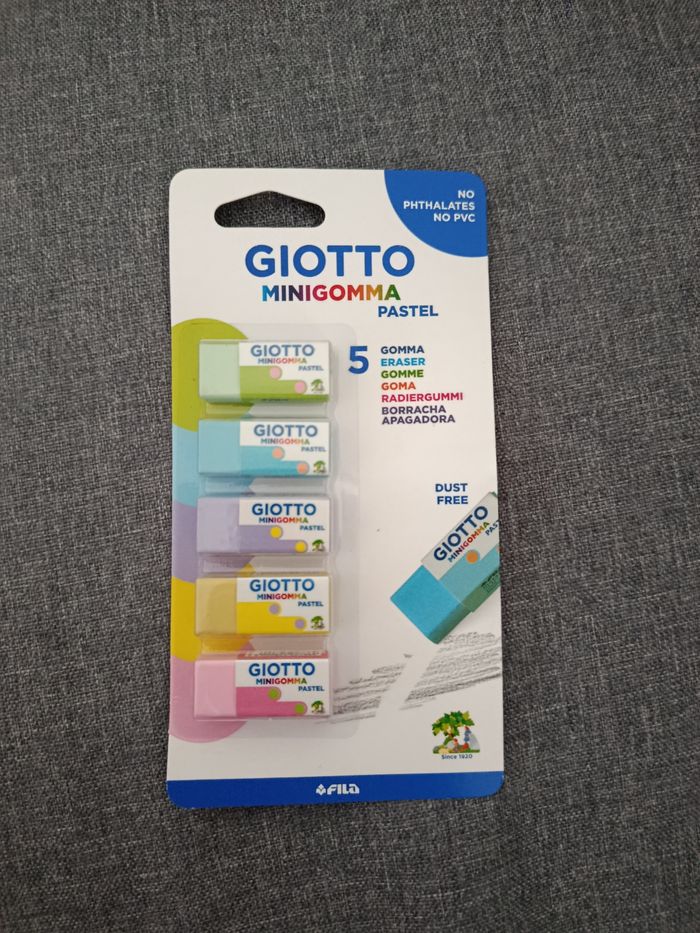 NO
PHTHALATES
NO PVC
GIOTTO
MINIGOMMA
PASTEL
5
GOMMA
ERASER
GOMME
GOMA
RADIERGUMMI
BORRACHA
APAGADORA
GIOTTO
MINIGOMMA
PASTEL
GIOTTO
MINIGOMMA
PASTEL
GIOTTO
MINIGOMMA
PASTEL
GIOTTO
MINIGOMMA
PASTEL
GIOTTO
MINIGOMMA
PASTEL
DUST
FREE
GIOTTO
MINIGOMMA
Since 1920
FILA